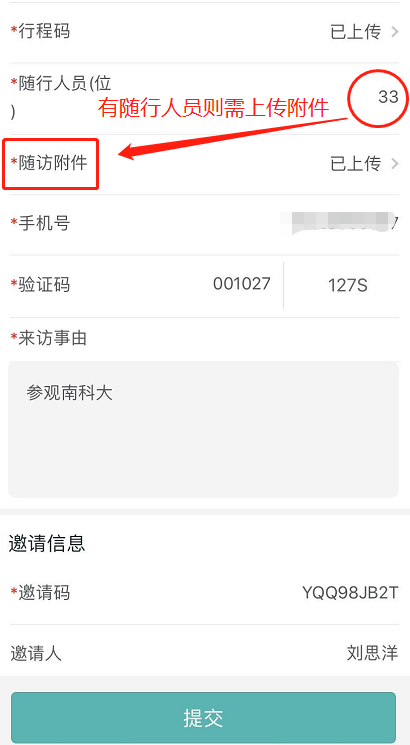 *行程码 已上传 >
*随行人员(位
) 33
有随行人员则需上传附件
*随访附件 已上传 >
*手机号 7
*验证码 001027 127S
*来访事由
参观南科大
邀请信息
*邀请码 YQQ98JB2T
邀请人 刘思洋
提交